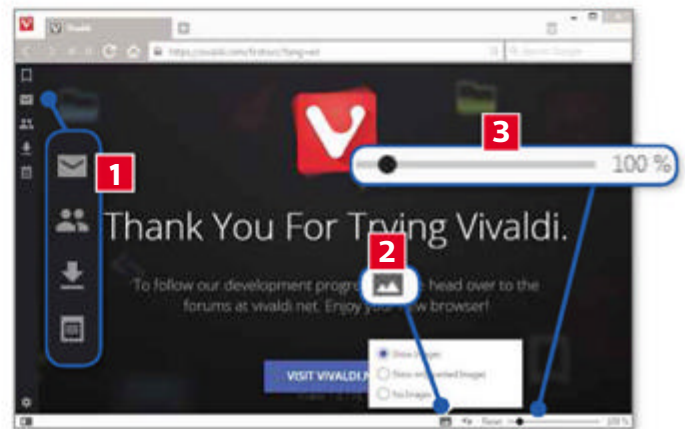 Vivaldi
https://vivaldi.com/firstrun/?lang=en
Search Google
3
100 %
1
Thank You For Trying Vivaldi.
2
To follow our development progress head over to the
forums at vivaldi net. Enjoy your new browser!
Show Images
No Images
VISIT VIVALDI.N
Reset
100 %